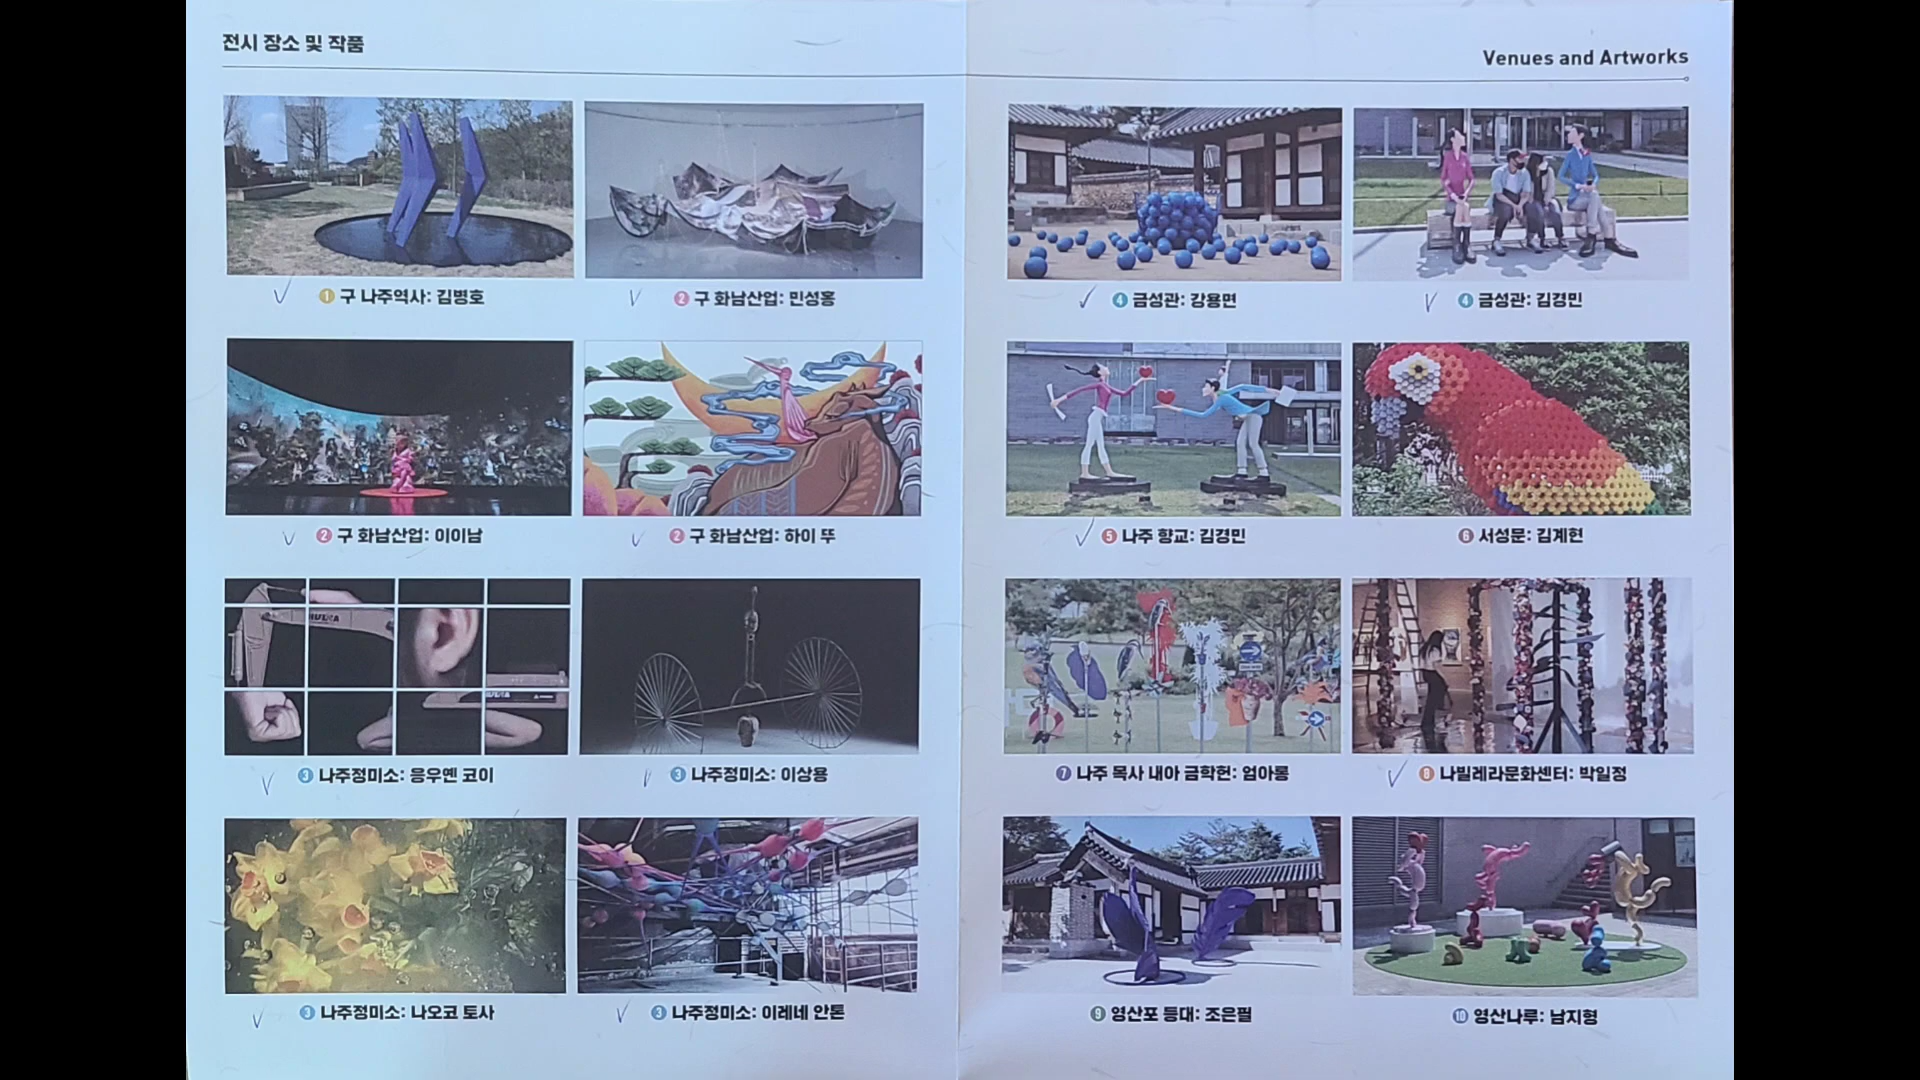 전시 장소 및 작품
Venues and Artworks
1 구 나주역사: 김병호
2 구 화남산업: 민성홍
2 구 화남산업: 이이남
2 구 화남산업: 하이 뚜
3 나주정미소: 응우옌 코이
3 나주정미소: 이상용
3 나주정미소: 나오코 토사
3 나주정미소: 이레네 안톤
4 금성관: 강용면
4 금성관: 김경민
5 나주 향교: 김경민
6 서성문: 김계현
7 나주 목사 내아 금학헌: 엄아롱
8 나빌레라문화센터: 박일정
9 영산포 등대: 조은필
10 영산나루: 남지형